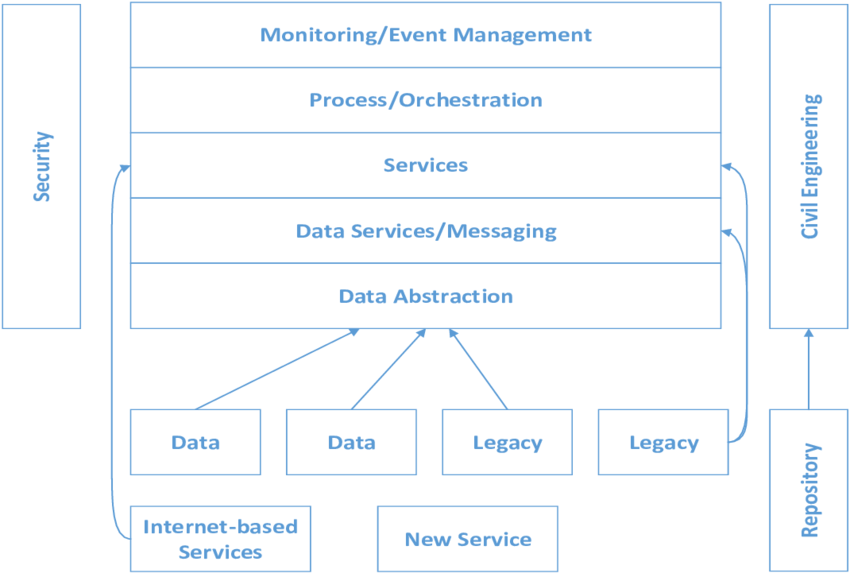 Security
Monitoring/Event Management
Process/Orchestration
Services
Data Services/Messaging
Data Abstraction
Civil Engineering
Data
Data
Legacy
Legacy
Repository
Internet-based
Services
New Service